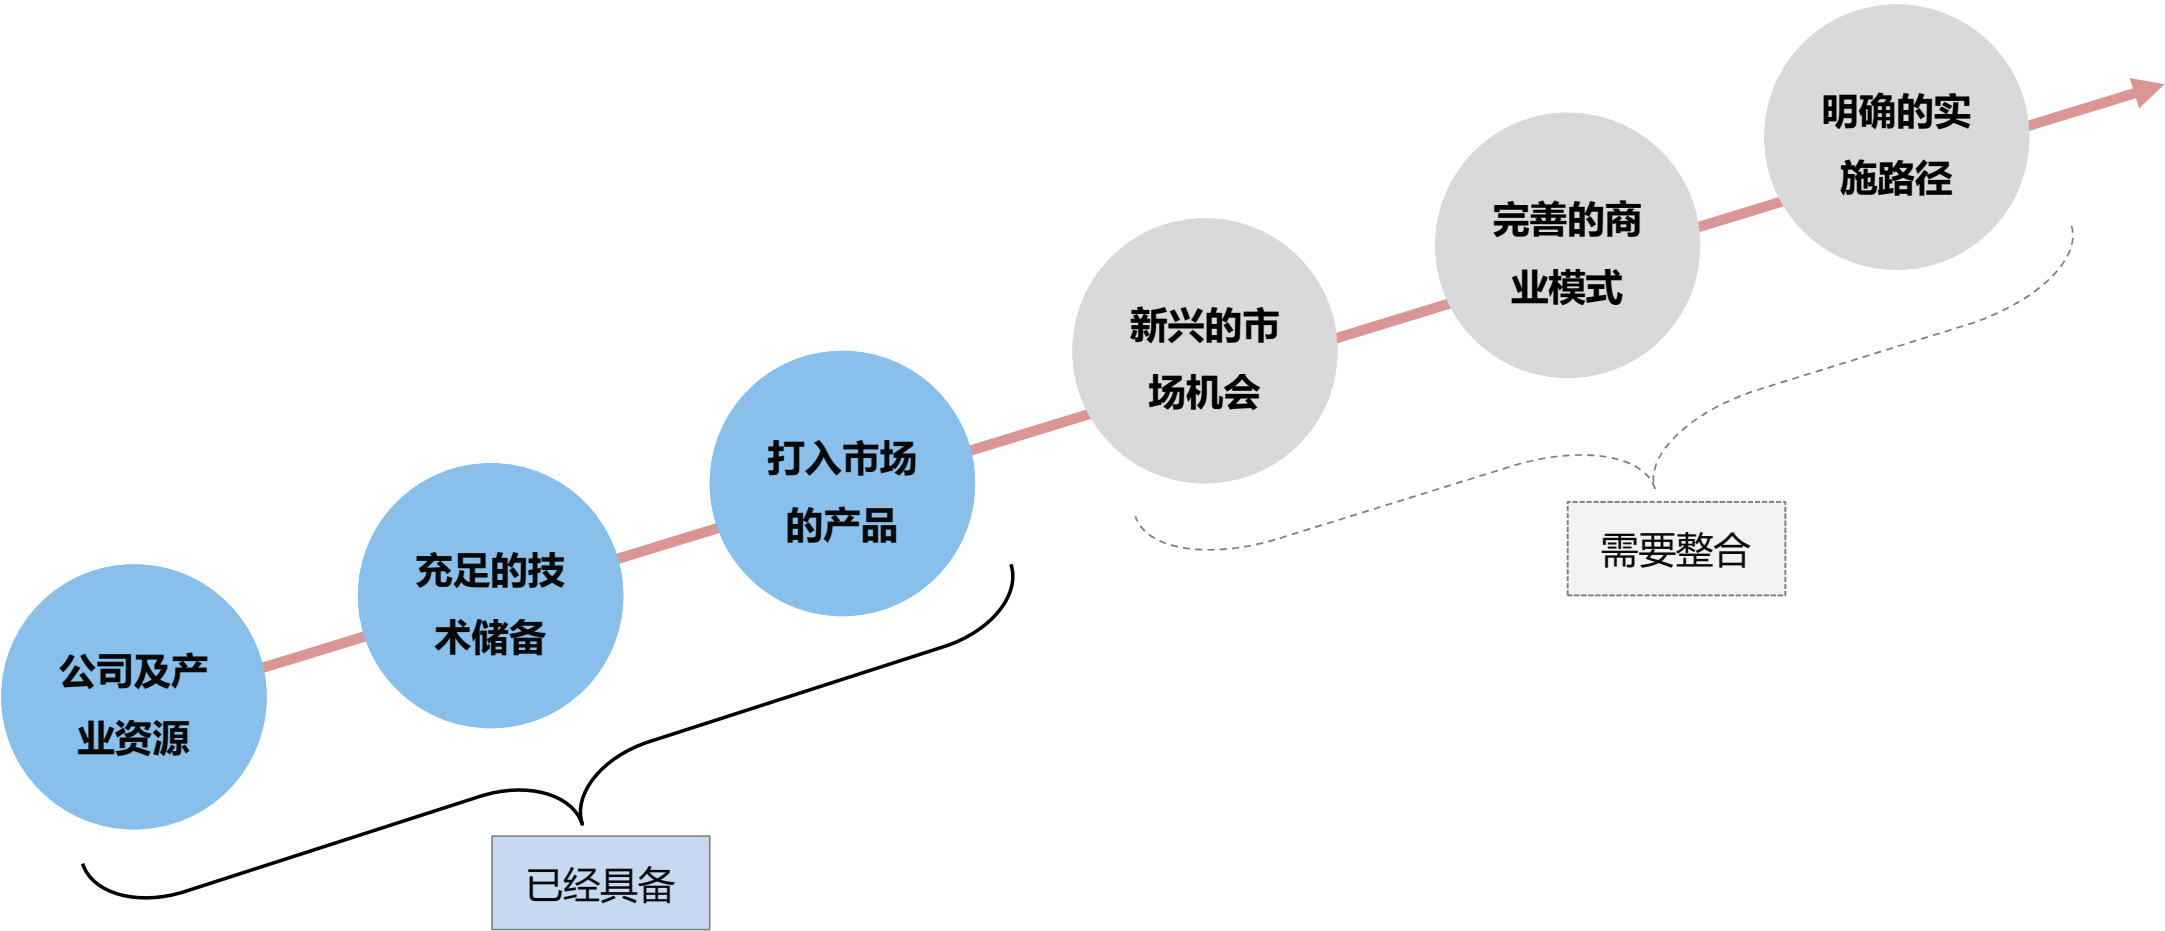 公司及产
业资源
充足的技
术储备
打入市场
的产品
新兴的市
场机会
完善的商
业模式
明确的实
施路径
已经具备
需要整合